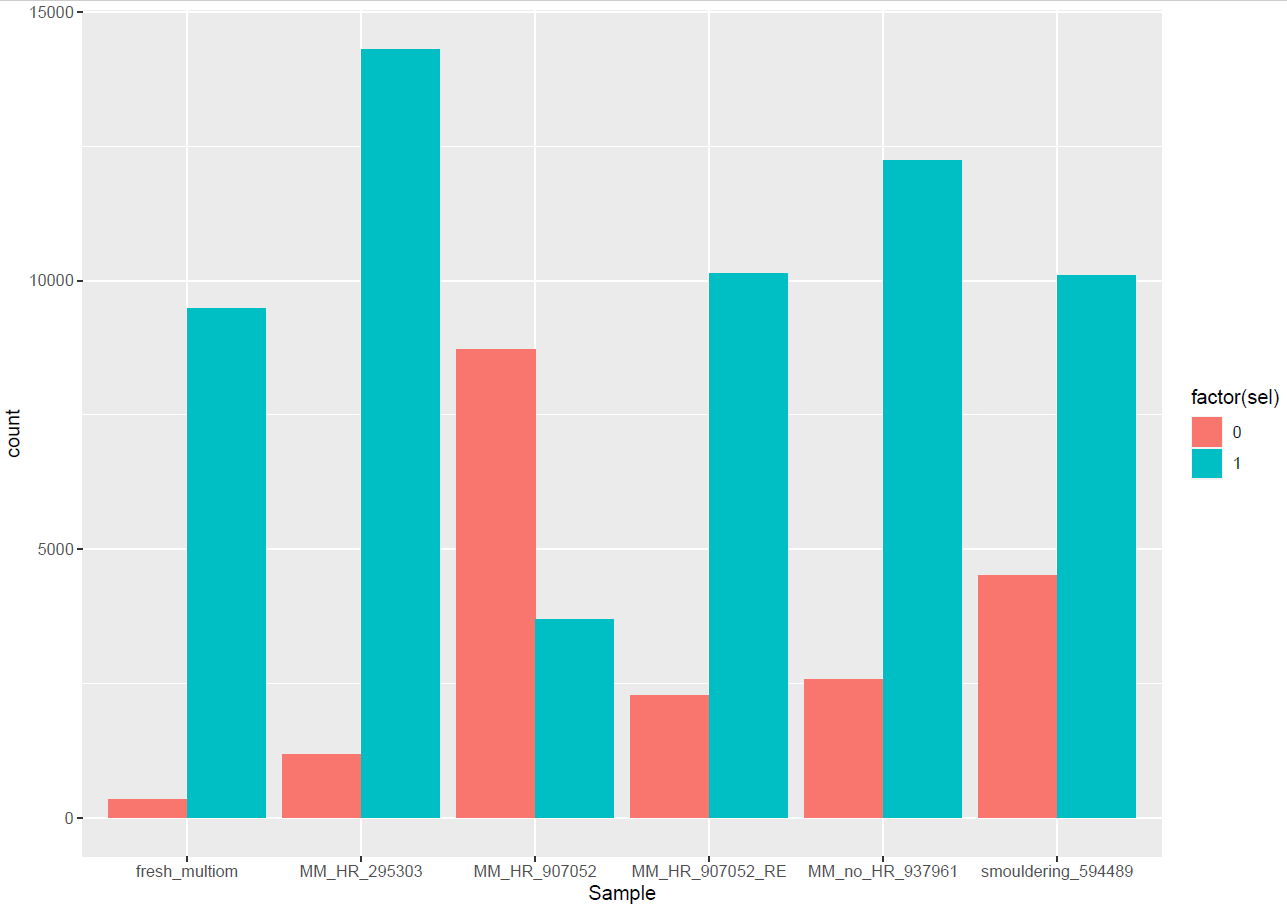 15000
10000
5000
0
count
fresh_multiom MM_HR_295303 MM_HR_907052 MM_HR_907052_RE MM_no_HR_937961 smouldering_594489
Sample
factor(sel)
0
1